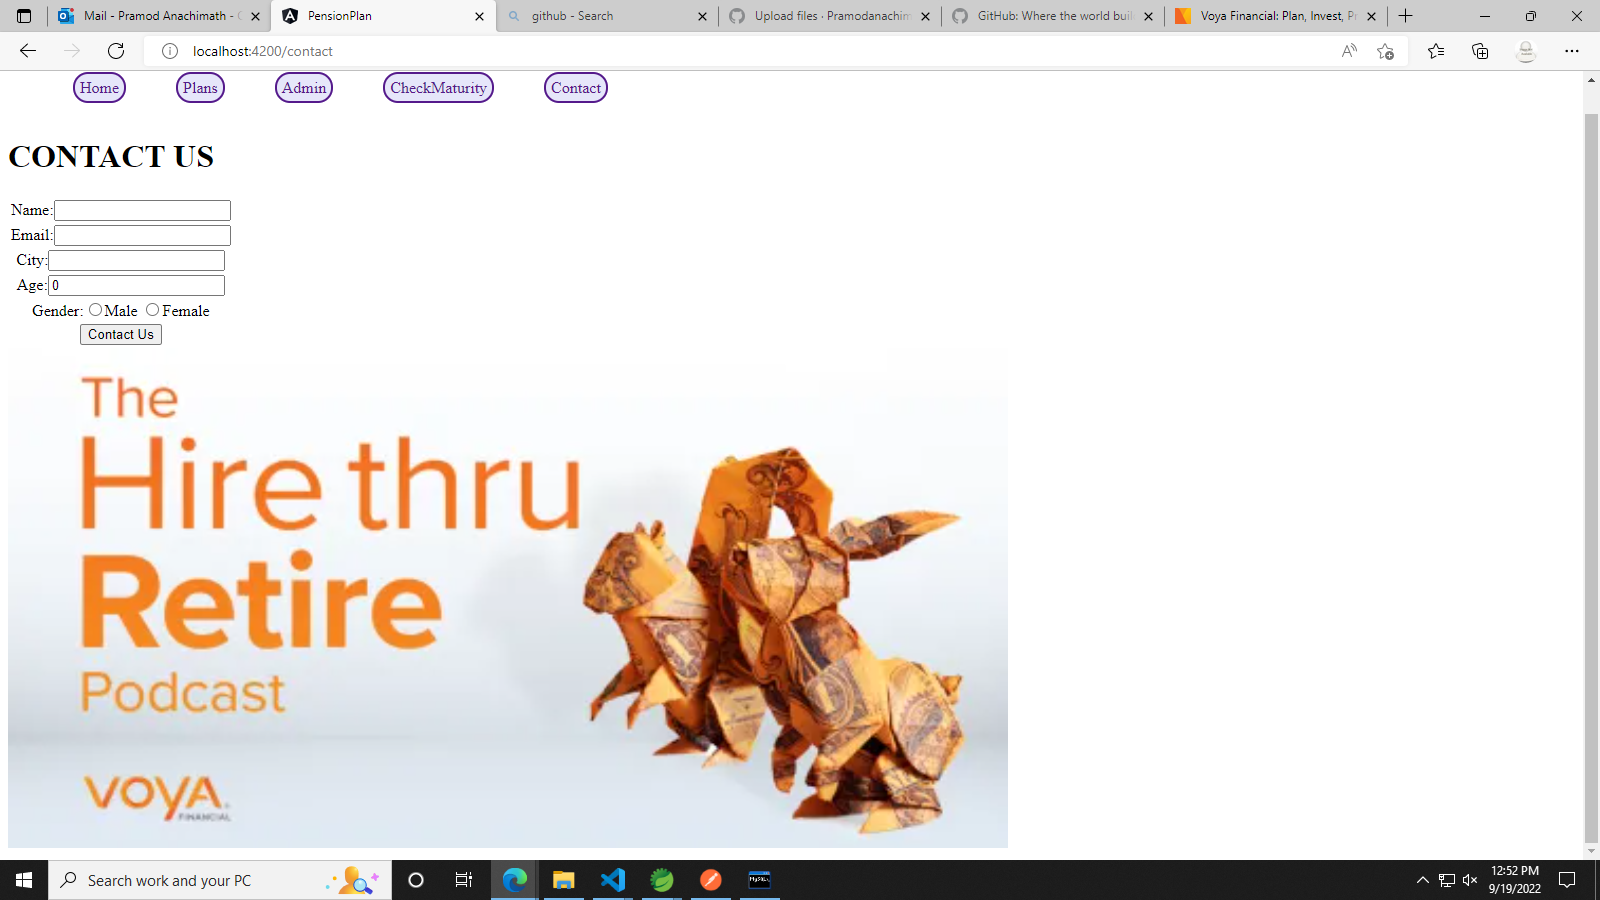 Mail - Pramod Anachimath - O
PensionPlan
github - Search
Upload files · Pramodanachim
GitHub: Where the world buil
Voya Financial: Plan, Invest, Pr
localhost:4200/contact
Home Plans Admin CheckMaturity Contact
CONTACT US
Name:
Email:
City:
Age: 0
Gender: Male Female
Contact Us
The
Hire thru
Retire
Podcast
VOYA
FINANCIAL
Search work and your PC
12:52 PM
9/19/2022